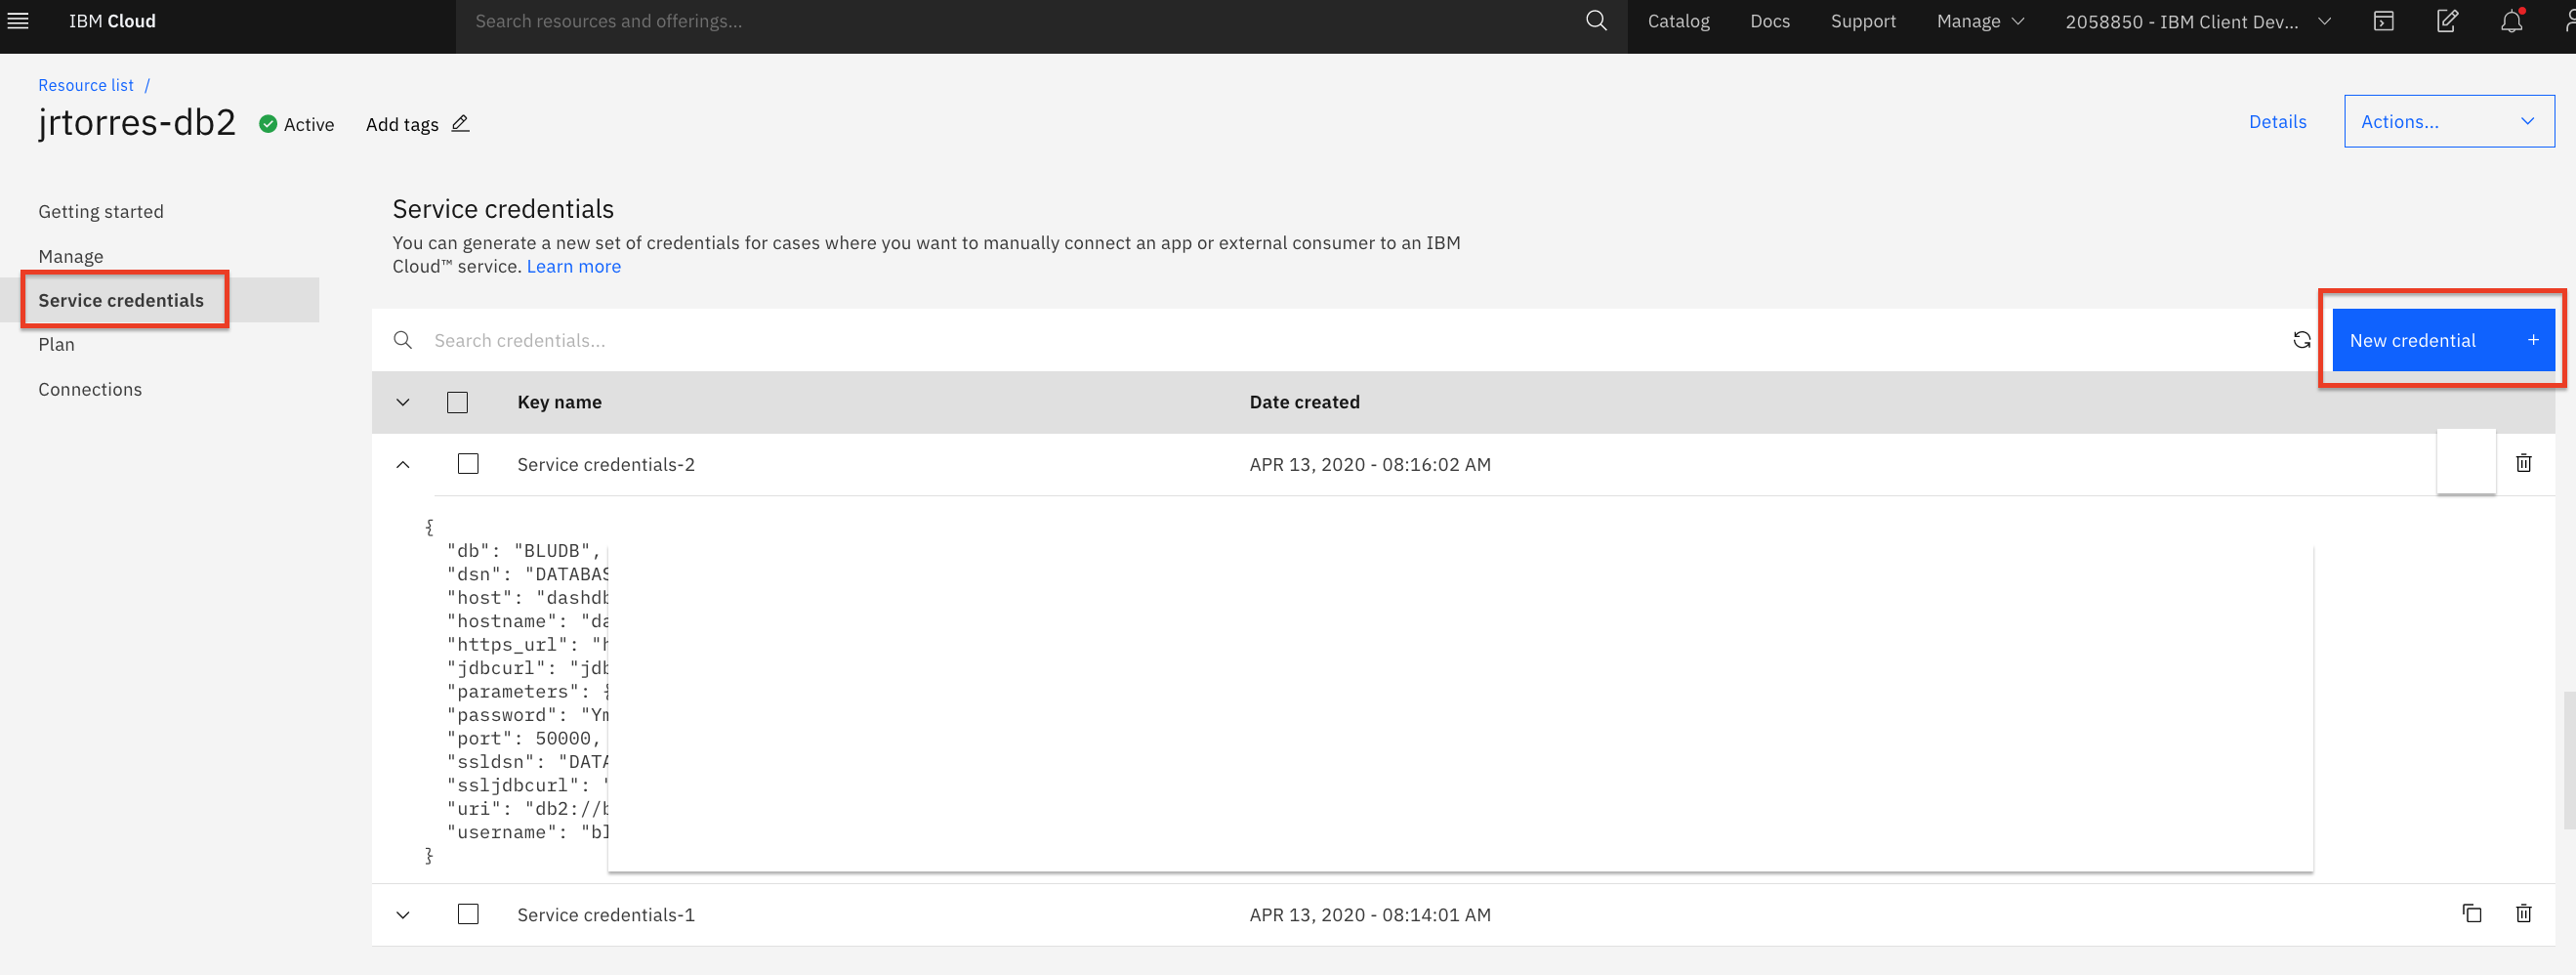 IBM Cloud
Search resources and offerings...
Catalog
Docs
Support
Manage
2058850 - IBM Client Dev...
Resource list /
jrtorres-db2
Active
Add tags
Details
Actions...
Getting started
Manage
Service credentials
Plan
Connections
Service credentials
You can generate a new set of credentials for cases where you want to manually connect an app or external consumer to an IBM
Cloud™ service. Learn more
Search credentials...
New credential +
Key name
Date created
Service credentials-2
APR 13, 2020 - 08:16:02 AM
{
"db": "BLUDB",
"dsn": "DATABAS
"host": "dashdb
"hostname": "da
"https_url": "h
"jdbcurl": "jdb
"parameters": {
"password": "Ym
"port": 50000,
"ssldsn": "DATA
"ssljdbcurl": "
"uri": "db2://b
"username": "bl
}
Service credentials-1
APR 13, 2020 - 08:14:01 AM